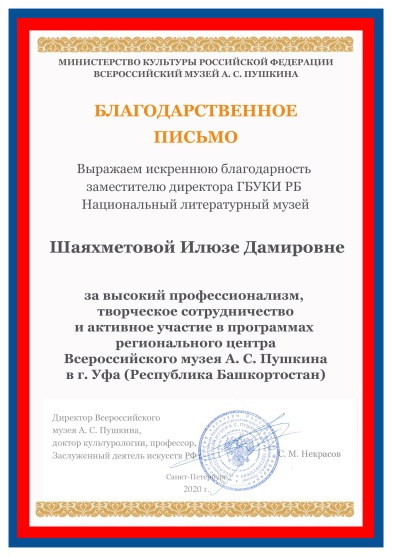 МИНИСТЕРСТВО КУЛЬТУРЫ РОССИЙСКОЙ ФЕДЕРАЦИИ
ВСЕРОССИЙСКИЙ МУЗЕЙ А. С. ПУШКИНА
БЛАГОДАРСТВЕННОЕ
ПИСЬМО
Выражаем искреннюю благодарность
заместителю директора ГБУКИ РБ
Национальный литературный музей
Шаяхметовой Илюзе Дамировне
за высокий профессионализм,
творческое сотрудничество
и активное участие в программах
регионального центра
Всероссийского музея А. С. Пушкина
в г. Уфа (Республика Башкортостан)
Директор Всероссийского
музея А. С. Пушкина,
доктор культурологии, профессор,
Заслуженный деятель искусств РФ
С. М. Некрасов
Санкт-Петербург
2020 г.